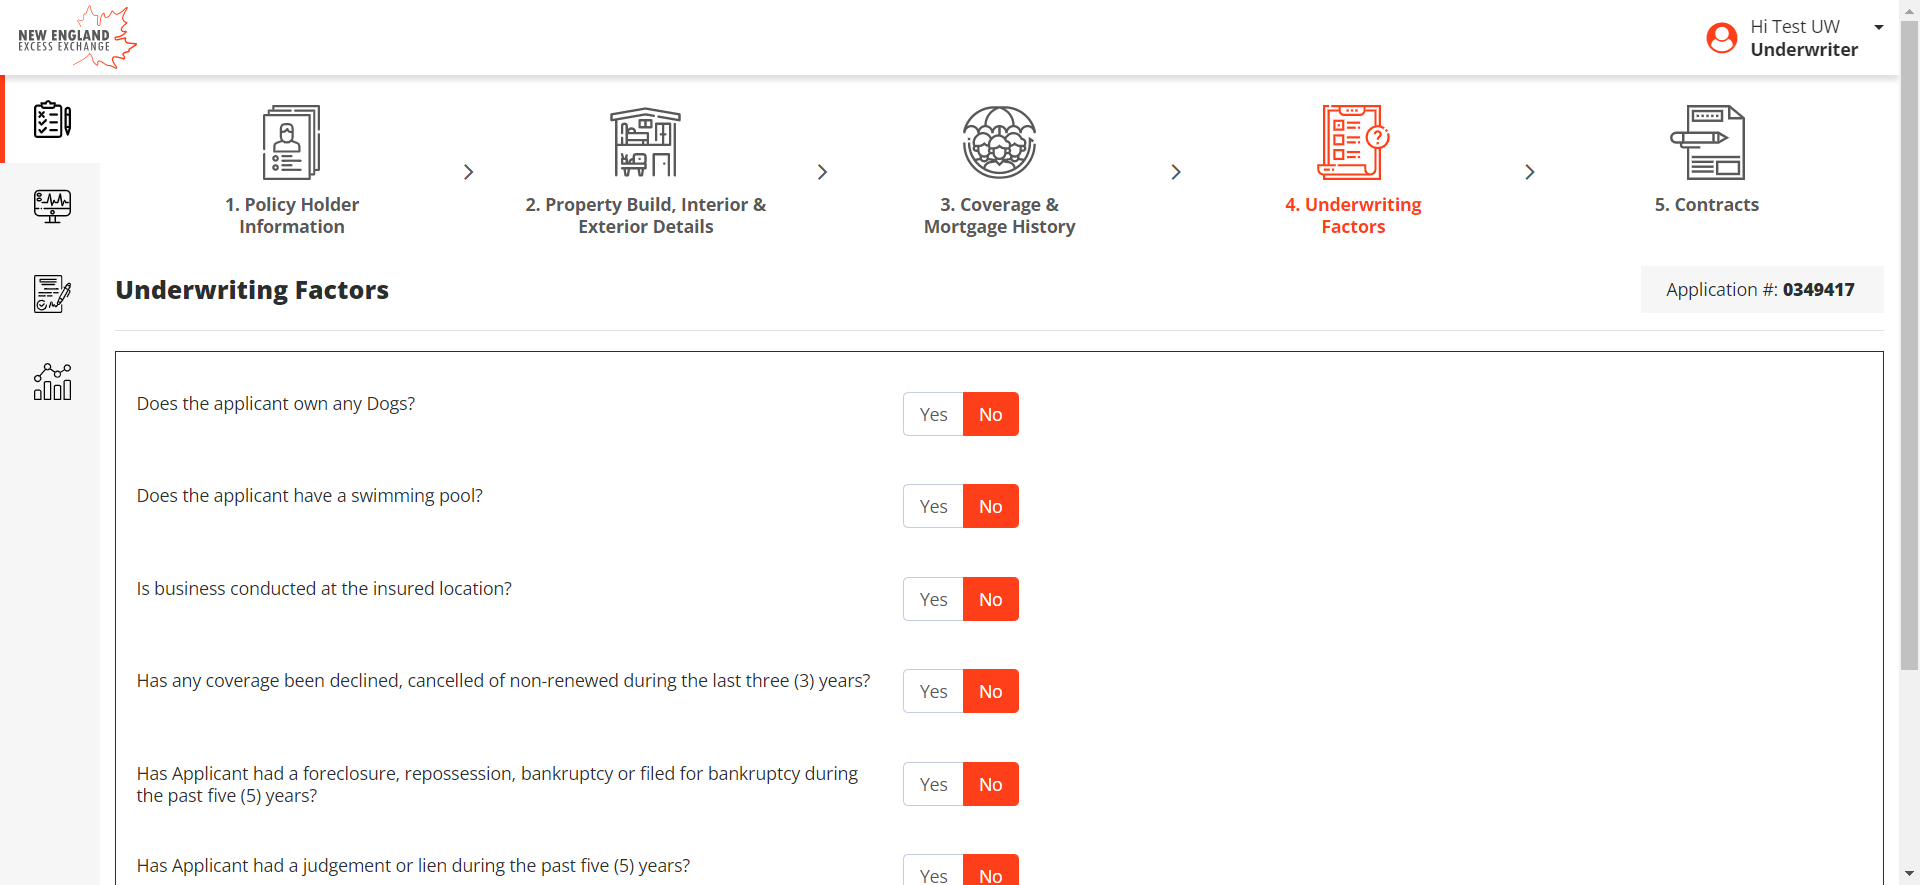 NEW ENGLAND
EXCESS EXCHANGE
Hi Test UW
Underwriter
1. Policy Holder
Information
2. Property Build, Interior &
Exterior Details
3. Coverage &
Mortgage History
4. Underwriting
Factors
5. Contracts
Underwriting Factors
Application #: 0349417
Does the applicant own any Dogs?
Yes No
Does the applicant have a swimming pool?
Yes No
Is business conducted at the insured location?
Yes No
Has any coverage been declined, cancelled of non-renewed during the last three (3) years?
Yes No
Has Applicant had a foreclosure, repossession, bankruptcy or filed for bankruptcy during
the past five (5) years?
Yes No
Has Applicant had a judgement or lien during the past five (5) years?
Yes No